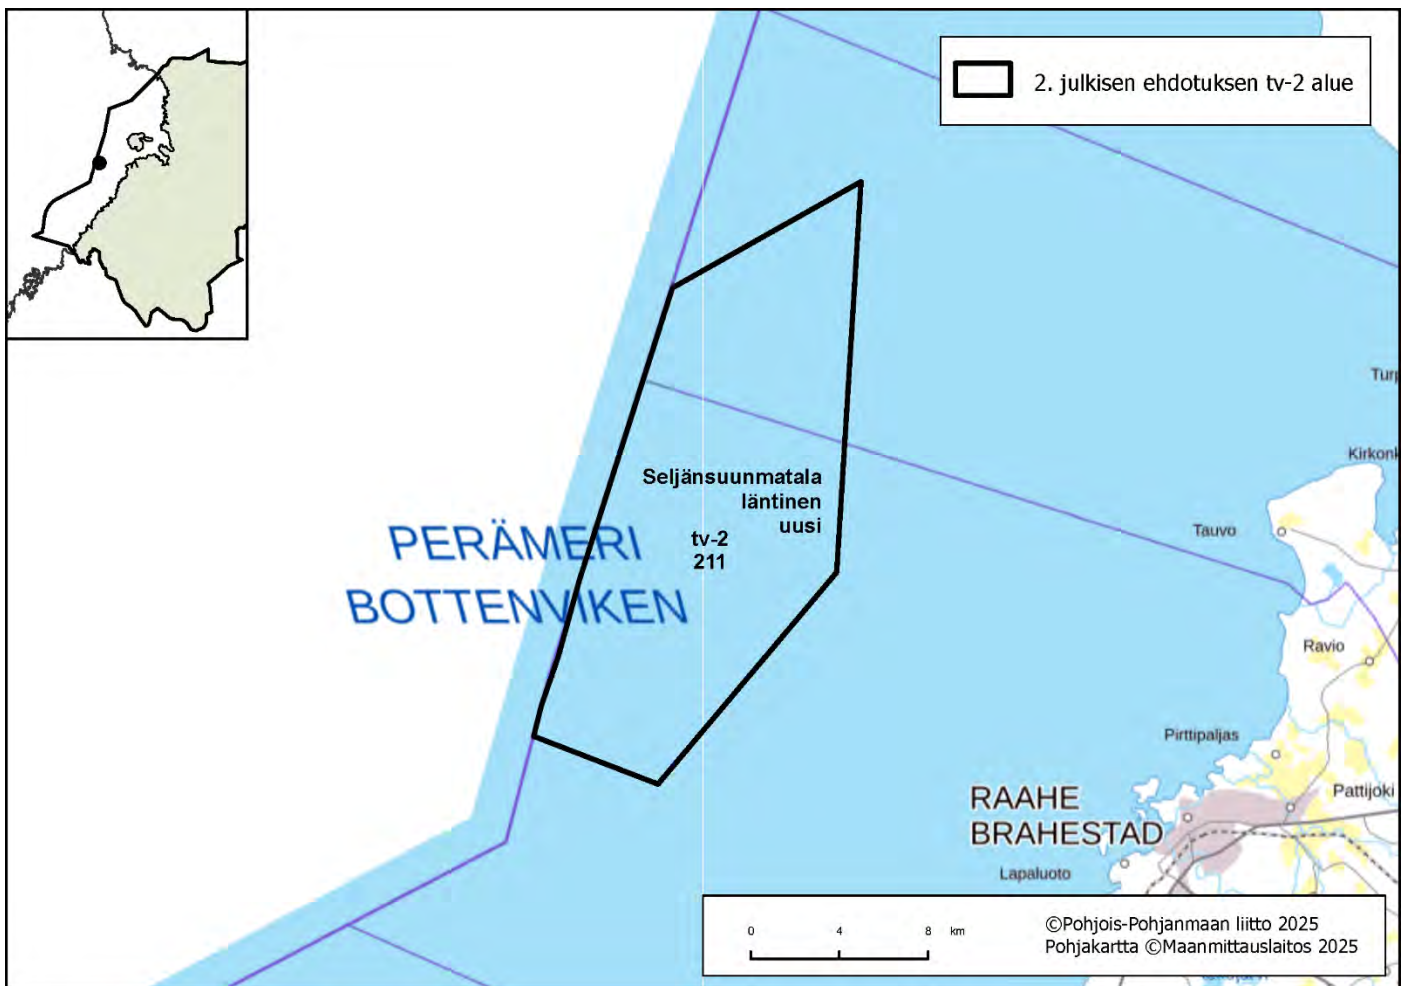 2. julkisen ehdotuksen tv-2 alue
Seljänsuunmatala
läntinen
uusi
tv-2
211
PERÄMERI
BOTTENVIKEN
Kirkonk
Tauvo
Ravio
Pirttipaljas
Pattijoki
RAAHE
BRAHESTAD
Lapaluoto
0 4 8 km
©Pohjois-Pohjanmaan liitto 2025
Pohjakartta ©Maanmittauslaitos 2025